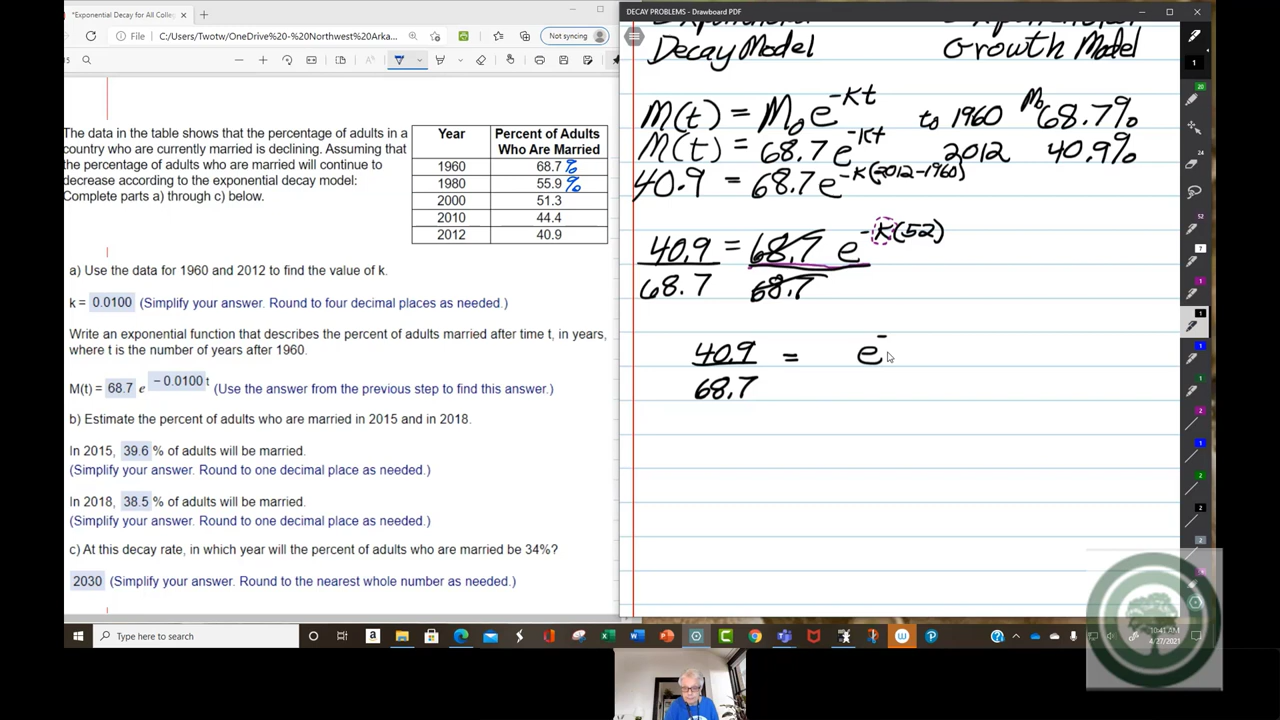 *Exponential Decay for All Colleg
File
C:/Users/Twotw/OneDrive%20-%20Northwest%20Arka...
Not syncing
The data in the table shows that the percentage of adults in a
country who are currently married is declining. Assuming that
the percentage of adults who are married will continue to
decrease according to the exponential decay model:
Complete parts a) through c) below.
Year Percent of Adults Who Are Married
1960 68.7%
1980 55.9%
2000 51.3
2010 44.4
2012 40.9
a) Use the data for 1960 and 2012 to find the value of k.
k = 0.0100 (Simplify your answer. Round to four decimal places as needed.)
Write an exponential function that describes the percent of adults married after time t, in years,
where t is the number of years after 1960.
M(t) = 68.7 e − 0.0100 t (Use the answer from the previous step to find this answer.)
b) Estimate the percent of adults who are married in 2015 and in 2018.
In 2015, 39.6 % of adults will be married.
(Simplify your answer. Round to one decimal place as needed.)
In 2018, 38.5 % of adults will be married.
(Simplify your answer. Round to one decimal place as needed.)
c) At this decay rate, in which year will the percent of adults who are married be 34%?
2030 (Simplify your answer. Round to the nearest whole number as needed.)
DECAY PROBLEMS - Drawboard PDF
Decay Model Growth Model
M(t) = M0 e -Kt to 1960 M0 68.7%
M(t) = 68.7 e -Kt 2012 40.9%
40.9 = 68.7 e -K(2012-1960)
40.9 = 68.7 e -K(52)
68.7 68.7
40.9 = e -
68.7
Type here to search
10:41 AM
4/27/2021